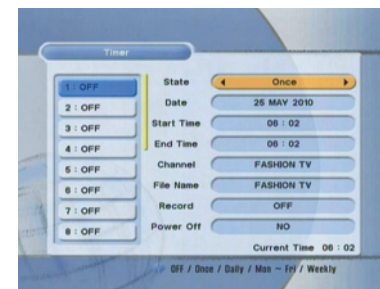 Timer
1 : OFF
2 : OFF
3 : OFF
4 : OFF
5 : OFF
6 : OFF
7 : OFF
8 : OFF
State Once
Date 25 MAY 2010
Start Time 06 : 02
End Time 06 : 02
Channel FASHION TV
File Name FASHION TV
Record OFF
Power Off NO
Current Time 06 : 02
OFF / Once / Daily / Mon ~ Fri / Weekly